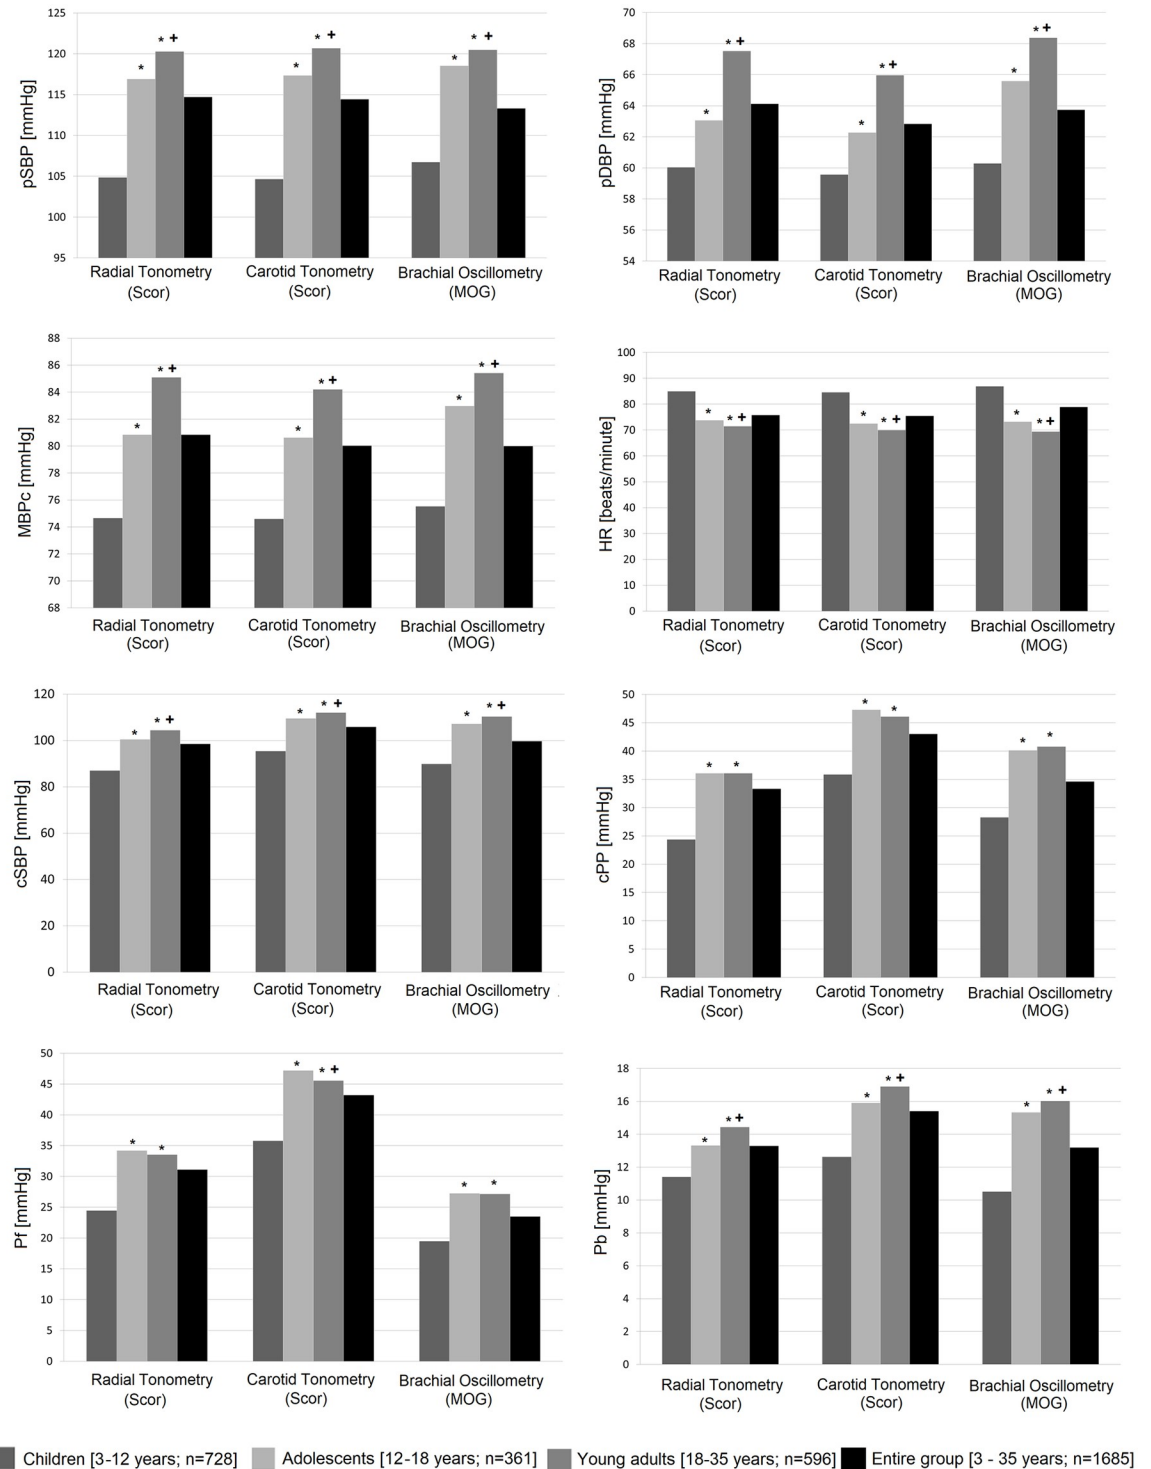 125
120
115
110
105
100
95
pSBP [mmHg]
* * + * * + * * +
Radial Tonometry Carotid Tonometry Brachial Oscillometry
(Scor) (Scor) (MOG)
70
68
66
64
62
60
58
56
54
pDBP [mmHg]
* * + * * + * * +
Radial Tonometry Carotid Tonometry Brachial Oscillometry
(Scor) (Scor) (MOG)
88
86
84
82
80
78
76
74
72
70
68
MBPc [mmHg]
* * + * * + * * +
Radial Tonometry Carotid Tonometry Brachial Oscillometry
(Scor) (Scor) (MOG)
100
90
80
70
60
50
40
30
20
10
0
HR [beats/minute]
* * + * * + * * +
Radial Tonometry Carotid Tonometry Brachial Oscillometry
(Scor) (Scor) (MOG)
120
100
80
60
40
20
0
cSBP [mmHg]
* * + * * + * * +
Radial Tonometry Carotid Tonometry Brachial Oscillometry
(Scor) (Scor) (MOG)
50
45
40
35
30
25
20
15
10
5
0
cPP [mmHg]
* * * * * *
Radial Tonometry Carotid Tonometry Brachial Oscillometry
(Scor) (Scor) (MOG)
50
45
40
35
30
25
20
15
10
5
0
Pf [mmHg]
* * * * + * *
Radial Tonometry Carotid Tonometry Brachial Oscillometry
(Scor) (Scor) (MOG)
18
16
14
12
10
8
6
4
2
0
Pb [mmHg]
* * + * * + * * +
Radial Tonometry Carotid Tonometry Brachial Oscillometry
(Scor) (Scor) (MOG)
Children [3-12 years; n=728] Adolescents [12-18 years; n=361] Young adults [18-35 years; n=596] Entire group [3 - 35 years; n=1685]